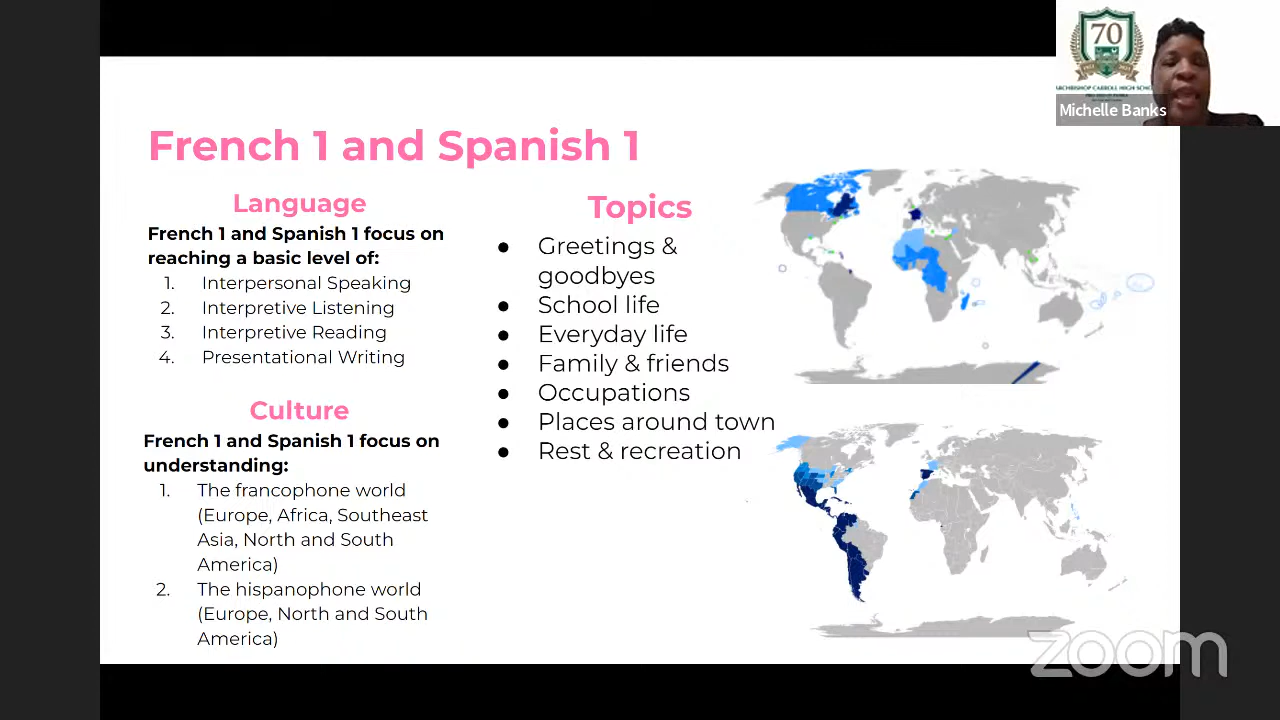 French 1 and Spanish 1
Language
French 1 and Spanish 1 focus on
reaching a basic level of:
1. Interpersonal Speaking
2. Interpretive Listening
3. Interpretive Reading
4. Presentational Writing
Culture
French 1 and Spanish 1 focus on
understanding:
1. The francophone world
(Europe, Africa, Southeast
Asia, North and South
America)
2. The hispanophone world
(Europe, North and South
America)
Topics
● Greetings &
goodbyes
● School life
● Everyday life
● Family & friends
● Occupations
● Places around town
● Rest & recreation
70
Michelle Banks
zoom